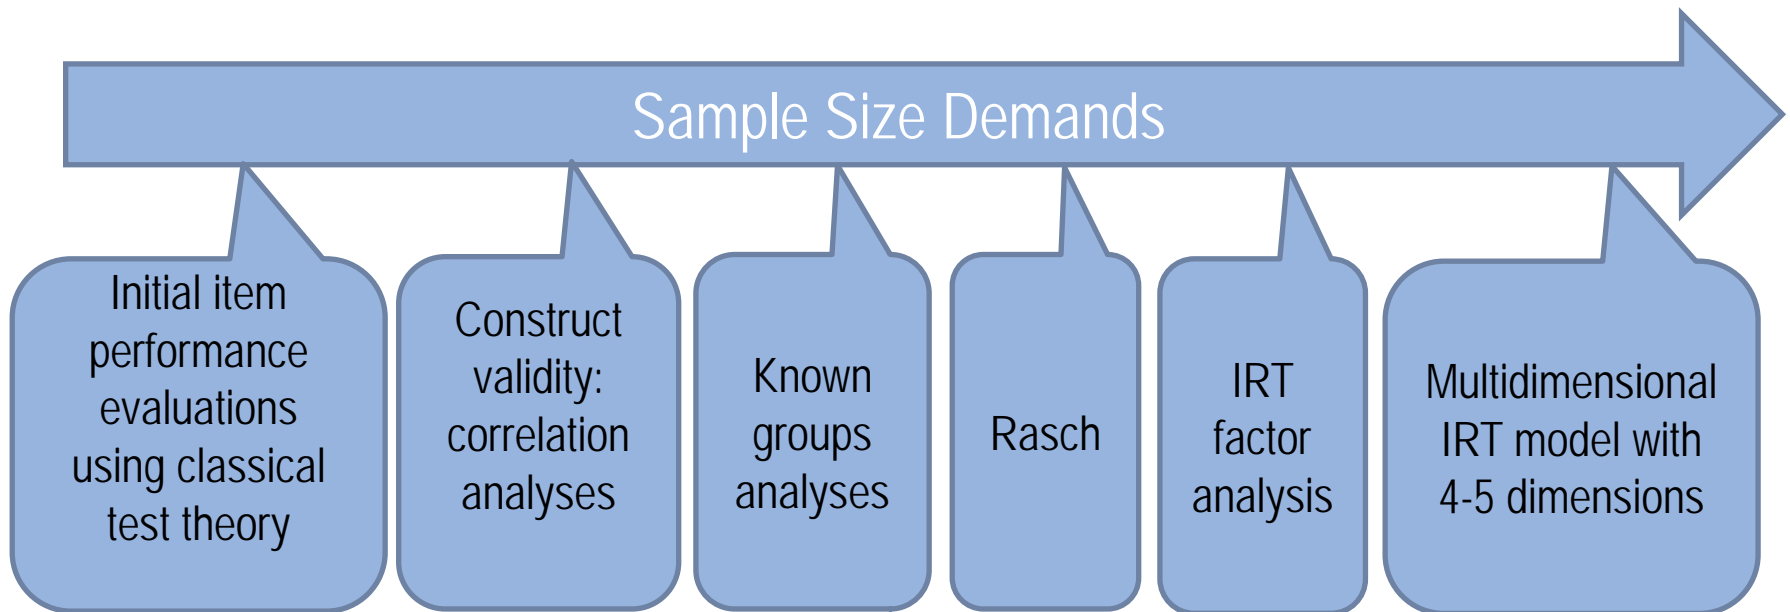 Sample Size Demands
Initial item
performance
evaluations
using classical
test theory
Construct
validity:
correlation
analyses
Known
groups
analyses
Rasch
IRT
factor
analysis
Multidimensional
IRT model with
4-5 dimensions